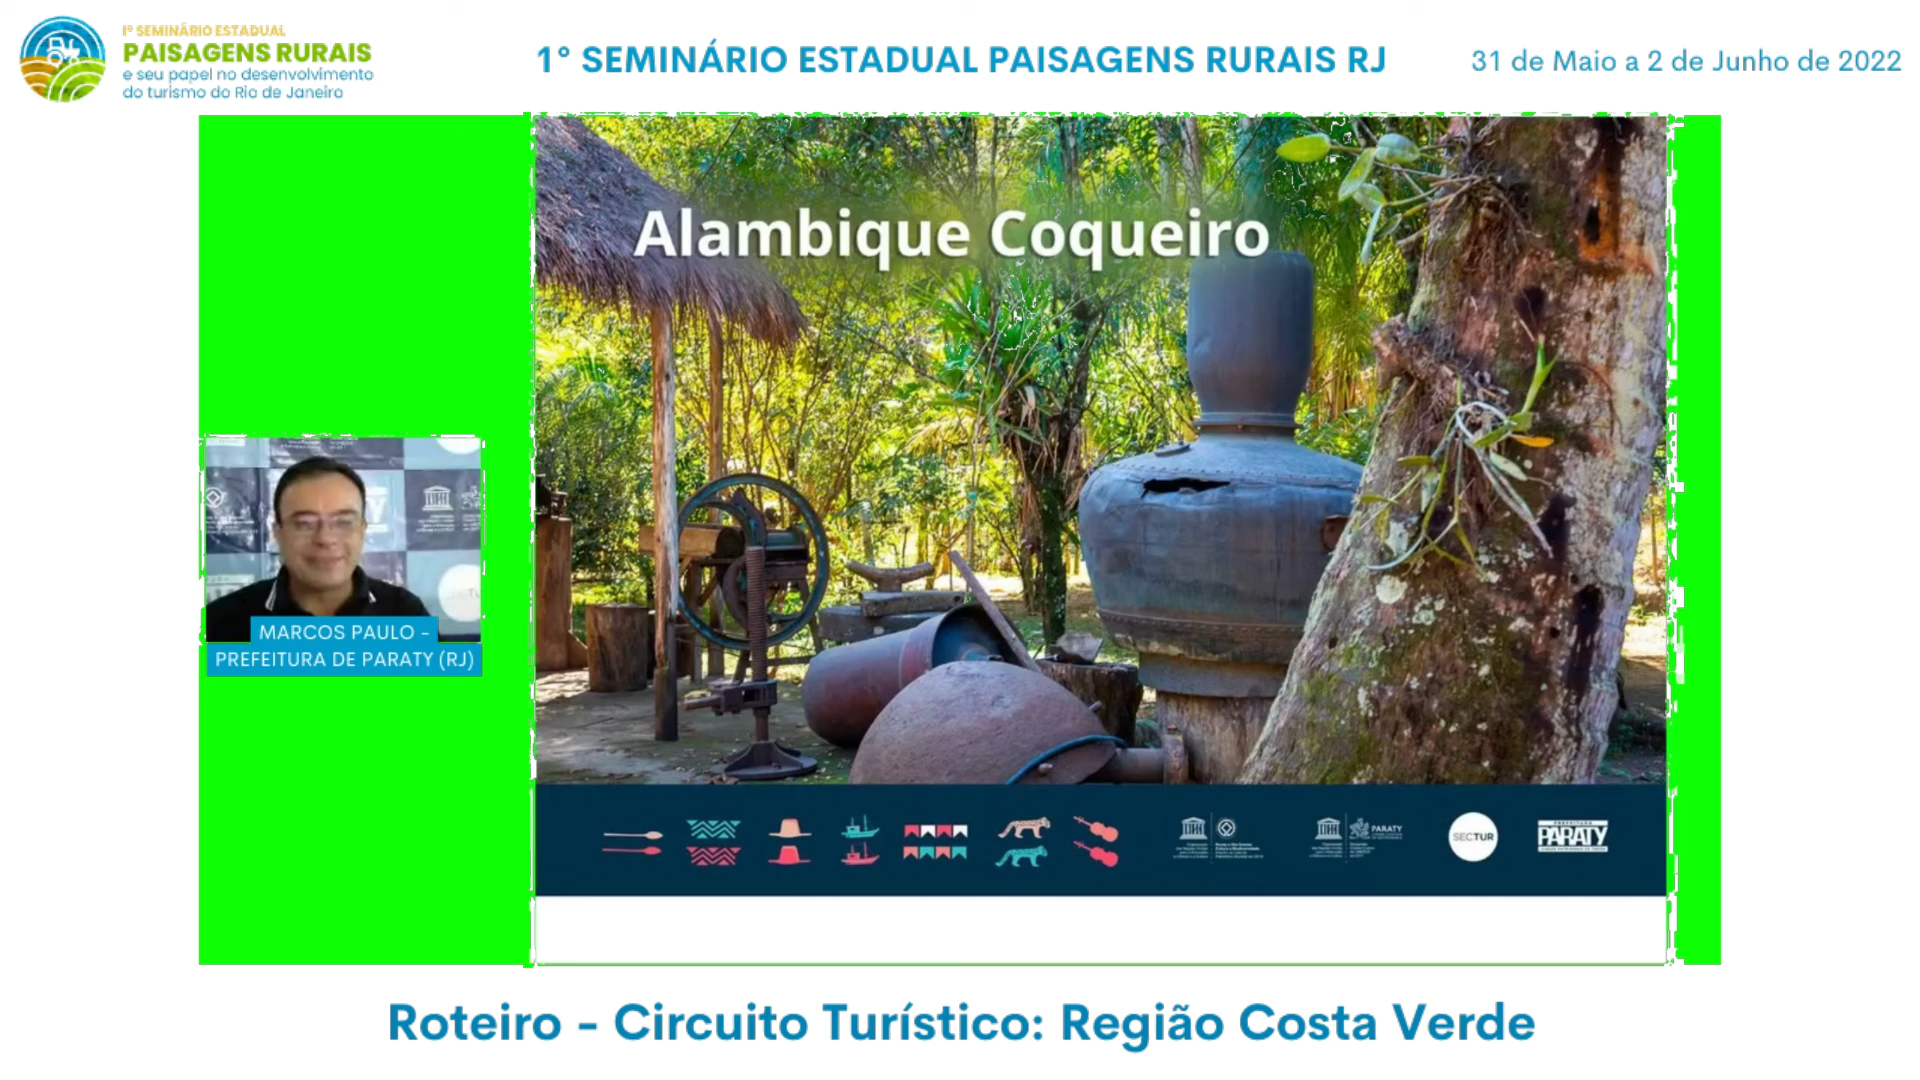 1º SEMINÁRIO ESTADUAL
PAISAGENS RURAIS
e seu papel no desenvolvimento
do turismo do Rio de Janeiro
1° SEMINÁRIO ESTADUAL PAISAGENS RURAIS RJ
31 de Maio a 2 de Junho de 2022
Alambique Coqueiro
MARCOS PAULO -
PREFEITURA DE PARATY (RJ)
PARATY
SECTUR
PREFEITURA
PARATY
Roteiro - Circuito Turístico: Região Costa Verde